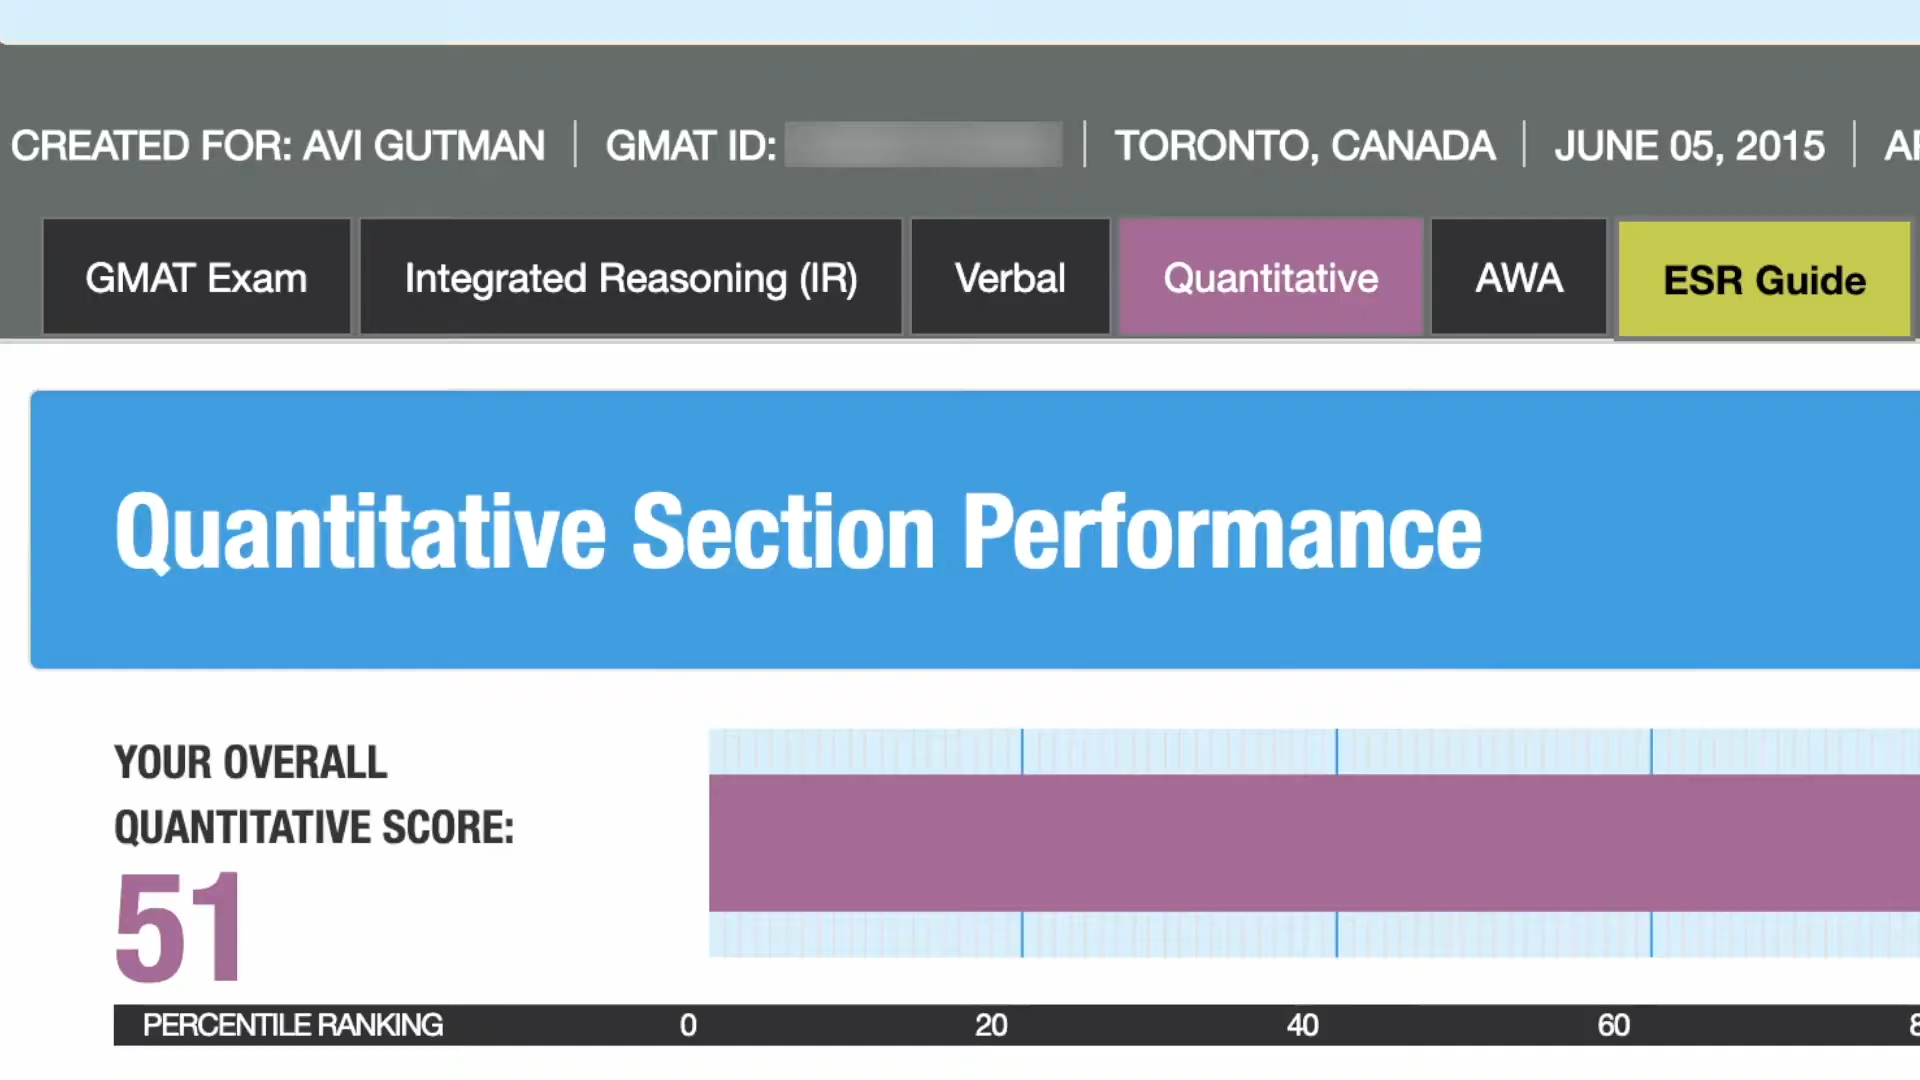 CREATED FOR: AVI GUTMAN | GMAT ID: | TORONTO, CANADA | JUNE 05, 2015 |
GMAT Exam Integrated Reasoning (IR) Verbal Quantitative AWA ESR Guide
Quantitative Section Performance
YOUR OVERALL
QUANTITATIVE SCORE:
51
PERCENTILE RANKING 0 20 40 60